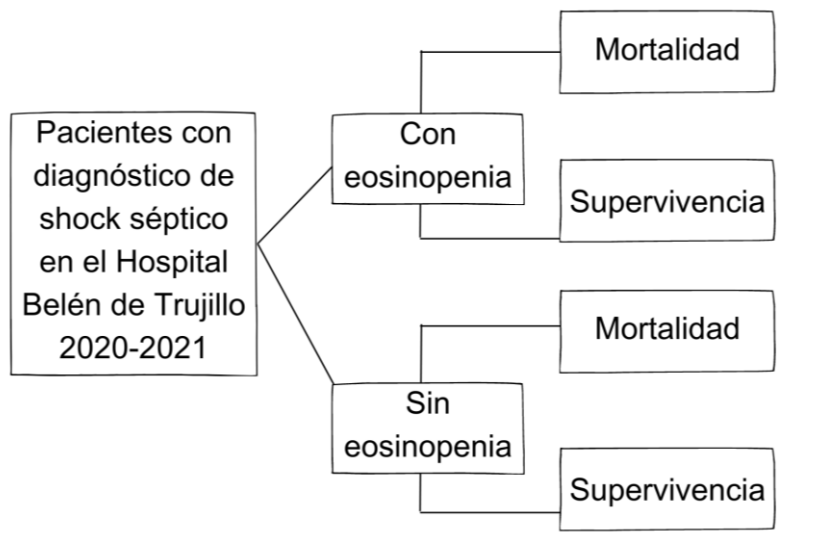 Pacientes con
diagnóstico de
shock séptico
en el Hospital
Belén de Trujillo
2020-2021
Con
eosinopenia
Mortalidad
Supervivencia
Sin
eosinopenia
Mortalidad
Supervivencia